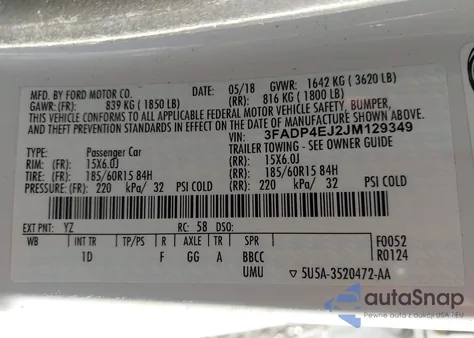 MFD. BY FORD MOTOR CO.
DATE: 05/18 GVWR: 1642 KG ( 3620 LB)
GAWR: (FR): 839 KG ( 1850 LB) (RR): 816 KG ( 1800 LB)
THIS VEHICLE CONFORMS TO ALL APPLICABLE FEDERAL MOTOR VEHICLE SAFETY, BUMPER,
AND THEFT PREVENTION STANDARDS IN EFFECT ON THE
DATE OF MANUFACTURE SHOWN ABOVE.
VIN: 3FADP4EJ2JM129349
TYPE: Passenger Car TRAILER TOWING - SEE OWNER GUIDE
RIM: (FR): 15X6.0J (RR): 15X6.0J
TIRE: (FR): 185/60R15 84H (RR): 185/60R15 84H
PRESSURE: (FR): 220 kPa/ 32 PSI COLD (RR): 220 kPa/ 32 PSI COLD
EXT PNT: YZ RC: 58 DSO:
WB INT TR TP/PS R AXLE TR SPR F0052
1D F GG A BBCC R0124
UMU ▽ 5U5A-3520472-AA
autoSnap
Pewne auta z aukcji USA i EU